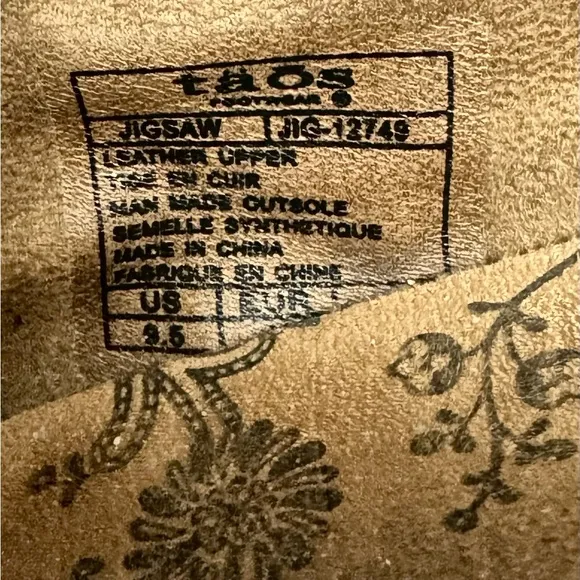 taos
FOOTWEAR ®
JIGSAW JIG-12749
LEATHER UPPER
TIGE EN CUIR
MAN MADE OUTSOLE
SEMELLE SYNTHETIQUE
MADE IN CHINA
FABRIQUE EN CHINE
US EUR
9.5